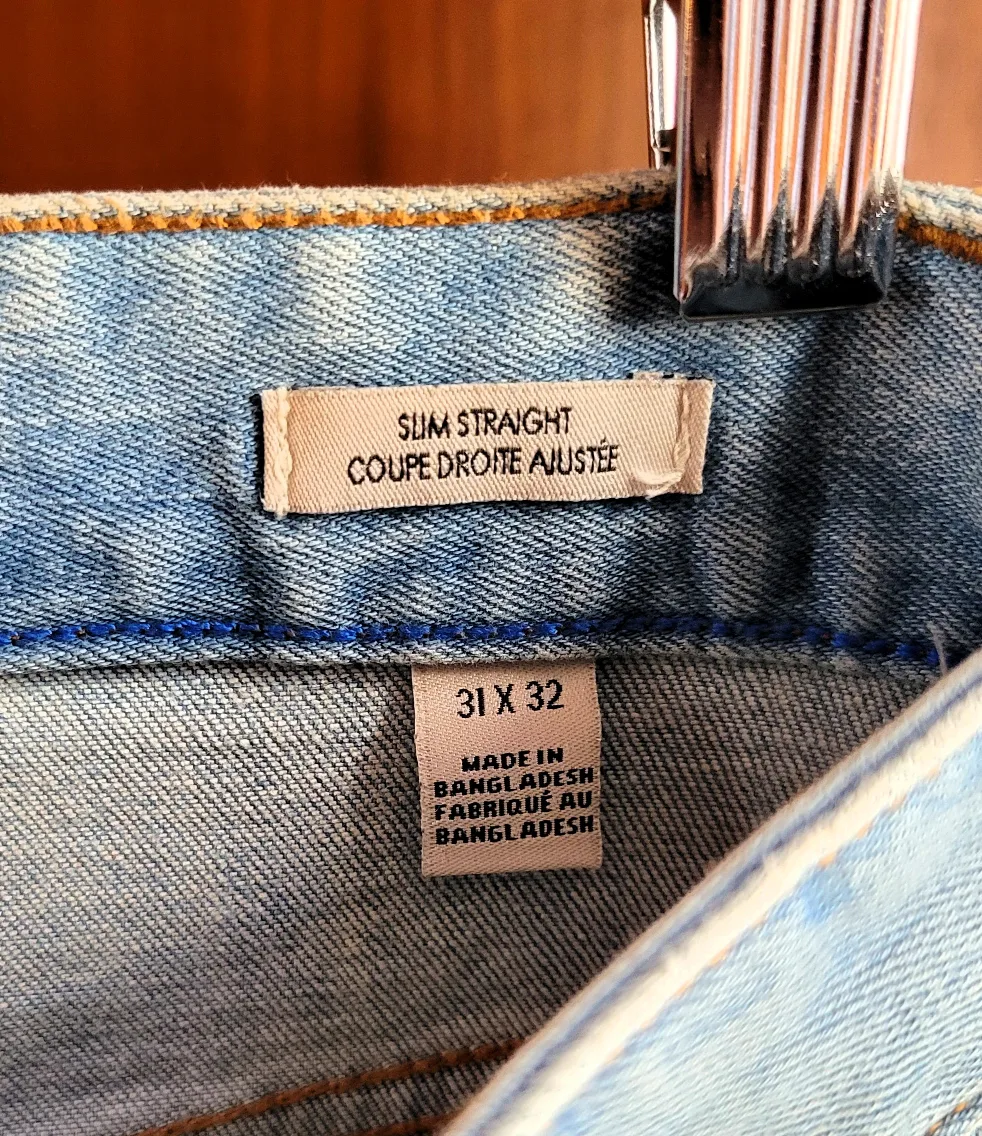 SLIM STRAIGHT
COUPE DROITE AJUSTÉE
31 X 32
MADE IN
BANGLADESH
FABRIQUÉ AU
BANGLADESH